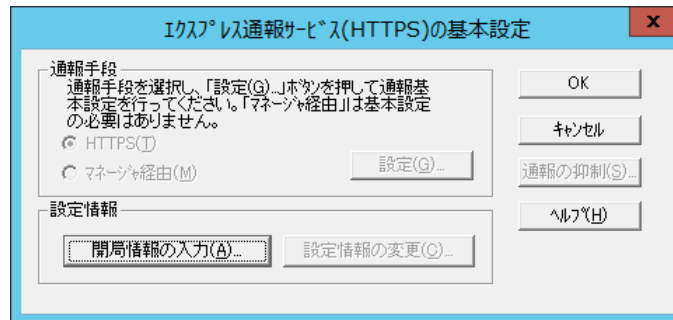 エクスプレス通報サービス(HTTPS)の基本設定
x
通報手段
通報手段を選択し、「設定(G)...」ボタンを押して通報基
本設定を行ってください。「マネージャ経由」は基本設定
の必要はありません。
HTTPS(T)
マネージャ経由(M)
設定(G)...
設定情報
開局情報の入力(A)...
設定情報の変更(C)...
OK
キャンセル
通報の抑制(S)...
ヘルプ(H)